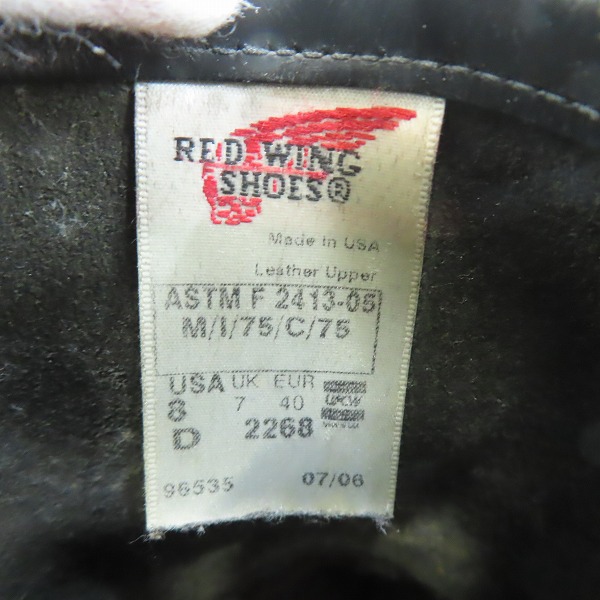 RED WING
SHOES®
Made in USA
Leather Upper
ASTM F 2413-05
M/I/75/C/75
USA UK EUR
8 7 40
D 2268
96535 07/06